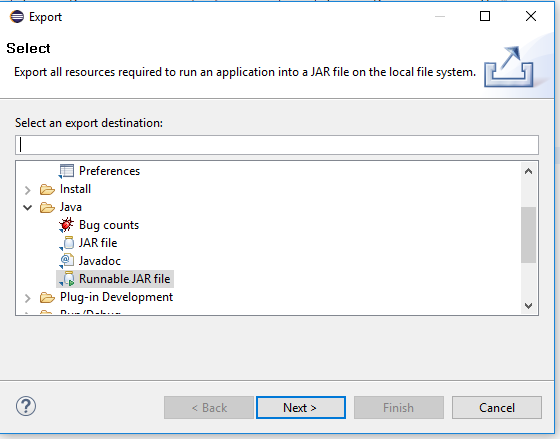 Export
Select
Export all resources required to run an application into a JAR file on the local file system.
Select an export destination:
Preferences
Install
Java
Bug counts
JAR file
Javadoc
Runnable JAR file
Plug-in Development
Run/Debug
< Back
Next >
Finish
Cancel